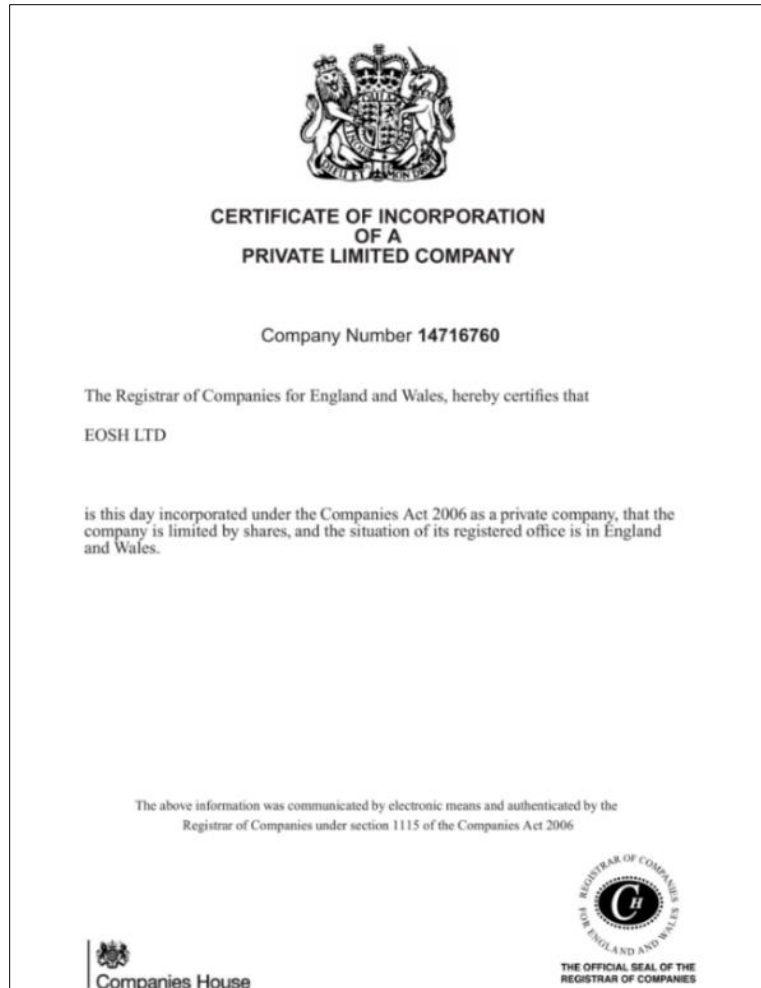 DIEU ET MON DROIT
CERTIFICATE OF INCORPORATION
OF A
PRIVATE LIMITED COMPANY
Company Number 14716760
The Registrar of Companies for England and Wales, hereby certifies that
EOSH LTD
is this day incorporated under the Companies Act 2006 as a private company, that the
company is limited by shares, and the situation of its registered office is in England
and Wales.
The above information was communicated by electronic means and authenticated by the
Registrar of Companies under section 1115 of the Companies Act 2006
REGISTRAR OF COMPANIES
FOR ENGLAND AND WALES
CH
Companies House
THE OFFICIAL SEAL OF THE
REGISTRAR OF COMPANIES